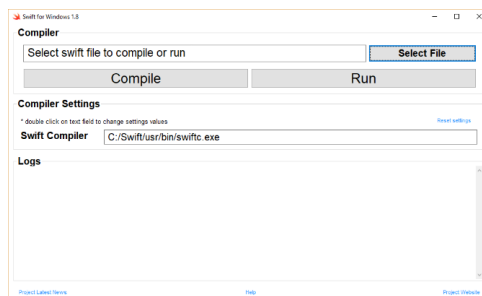 Swift for Windows 1.8
Compiler
Select swift file to compile or run
Select File
Compile
Run
Compiler Settings
* double click on text field to change settings values
Reset settings
Swift Compiler
C:/Swift/usr/bin/swiftc.exe
Logs
Project Latest News
Help
Project Website